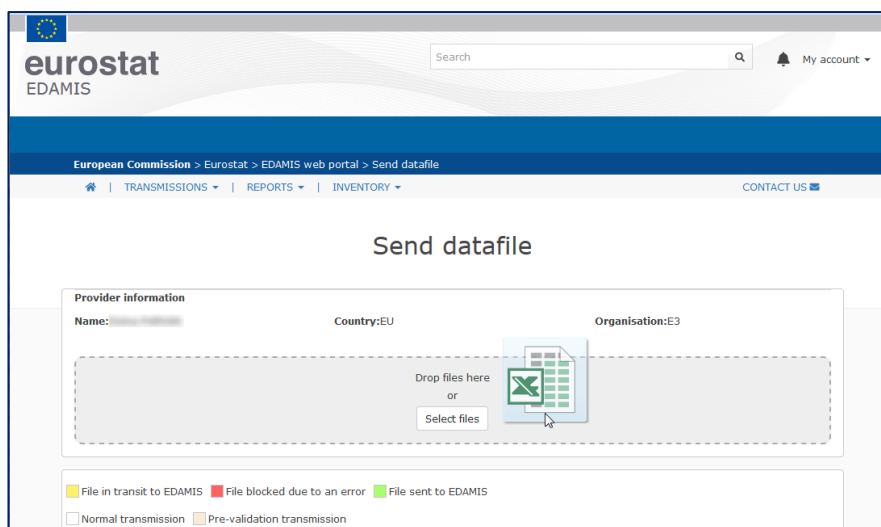 eurostat
EDAMIS
Search
My account
European Commission > Eurostat > EDAMIS web portal > Send datafile
| TRANSMISSIONS | REPORTS | INVENTORY
CONTACT US
Send datafile
Provider information
Name: Country:EU Organisation:E3
Drop files here
or
Select files
File in transit to EDAMIS File blocked due to an error File sent to EDAMIS
Normal transmission Pre-validation transmission